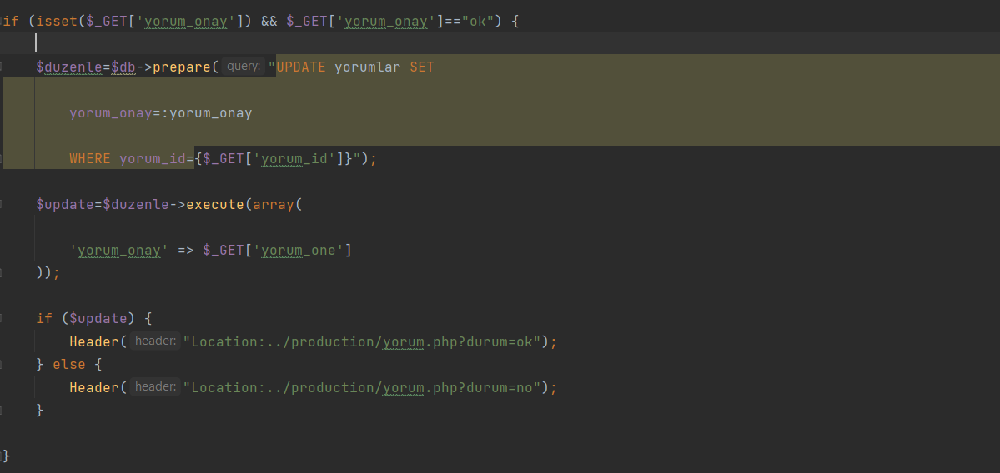 if (isset($_GET['yorum_onay']) && $_GET['yorum_onay']=="ok") {
$duzenle=$db->prepare( query: "UPDATE yorumlar SET
yorum_onay=:yorum_onay
WHERE yorum_id={$_GET['yorum_id']}");
$update=$duzenle->execute(array(
'yorum_onay' => $_GET['yorum_one']
));
if ($update) {
Header( header: "Location:../production/yorum.php?durum=ok");
} else {
Header( header: "Location:../production/yorum.php?durum=no");
}
}